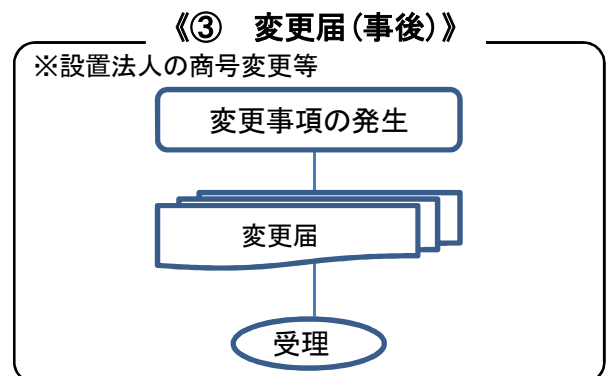 《③　変更届(事後)》
※設置法人の商号変更等
変更事項の発生
変更届
受理